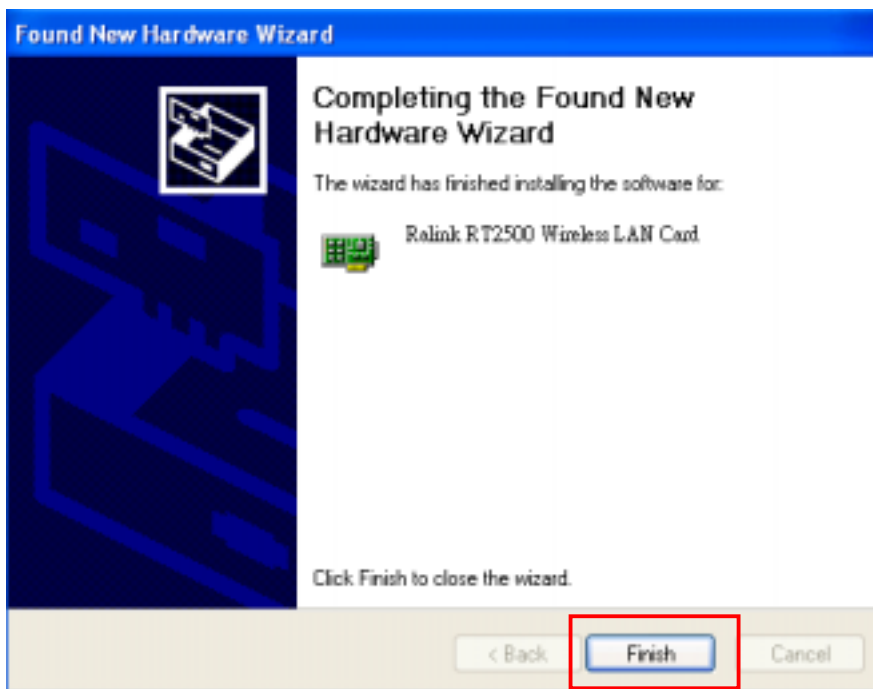 Found New Hardware Wizard
Completing the Found New
Hardware Wizard
The wizard has finished installing the software for:
Ralink RT2500 Wireless LAN Card
Click Finish to close the wizard.
< Back Finish Cancel